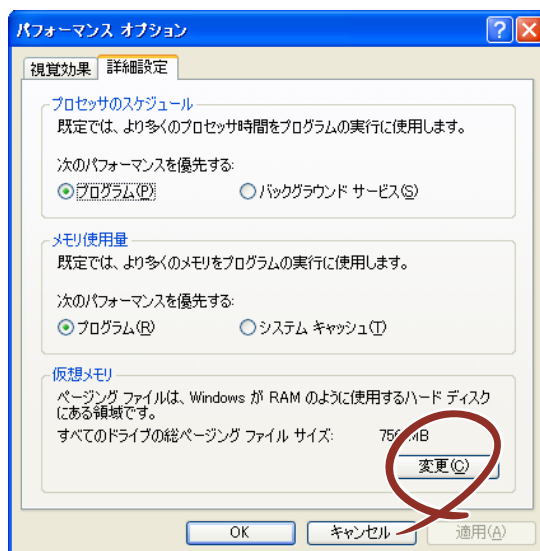 パフォーマンス オプション
視覚効果 詳細設定
プロセッサのスケジュール
既定では、より多くのプロセッサ時間をプログラムの実行に使用します。
次のパフォーマンスを優先する:
プログラム(P) バックグラウンド サービス(S)
メモリ使用量
既定では、より多くのメモリをプログラムの実行に使用します。
次のパフォーマンスを優先する:
プログラム(R) システム キャッシュ(T)
仮想メモリ
ページング ファイルは、Windows が RAM のように使用するハード ディスク
にある領域です。
すべてのドライブの総ページング ファイル サイズ: MB
変更(C)
OK キャンセル 適用(A)